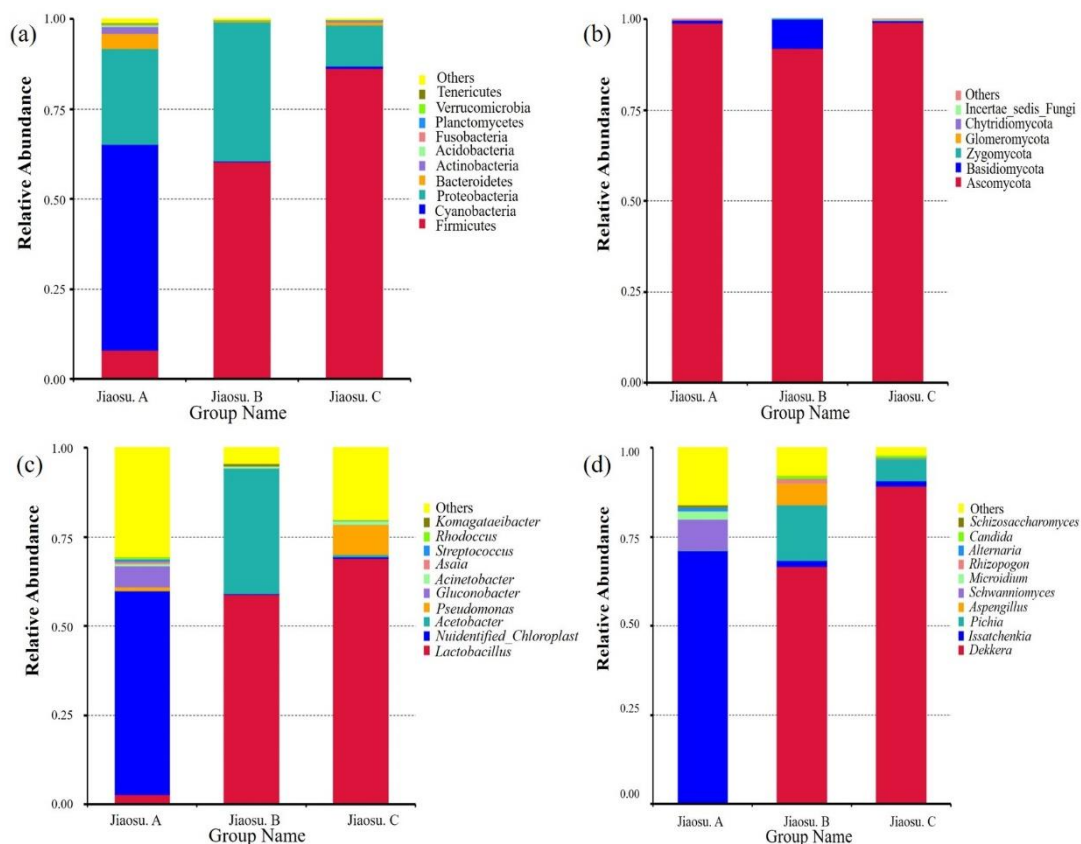 (a)
Relative Abundance
1.00
0.75
0.50
0.25
0.00
Jiaosu. A
Jiaosu. B
Jiaosu. C
Group Name
Others
Tenericutes
Verrucomicrobia
Planctomycetes
Fusobacteria
Acidobacteria
Actinobacteria
Bacteroidetes
Proteobacteria
Cyanobacteria
Firmicutes
(b)
Relative Abundance
1.00
0.75
0.50
0.25
0.00
Jiaosu. A
Jiaosu. B
Jiaosu. C
Group Name
Others
Incertae_sedis_Fungi
Chytridiomycota
Glomeromycota
Zygomycota
Basidiomycota
Ascomycota
(c)
Relative Abundance
1.00
0.75
0.50
0.25
0.00
Jiaosu. A
Jiaosu. B
Jiaosu. C
Group Name
Others
Komagataeibacter
Rhodoccus
Streptococcus
Asaia
Acinetobacter
Gluconobacter
Pseudomonas
Acetobacter
Nuidentified_Chloroplast
Lactobacillus
(d)
Relative Abundance
1.00
0.75
0.50
0.25
0.00
Jiaosu. A
Jiaosu. B
Jiaosu. C
Group Name
Others
Schizosaccharomyces
Candida
Alternaria
Rhizopogon
Microidium
Schwanniomyces
Aspengillus
Pichia
Issatchenkia
Dekkera